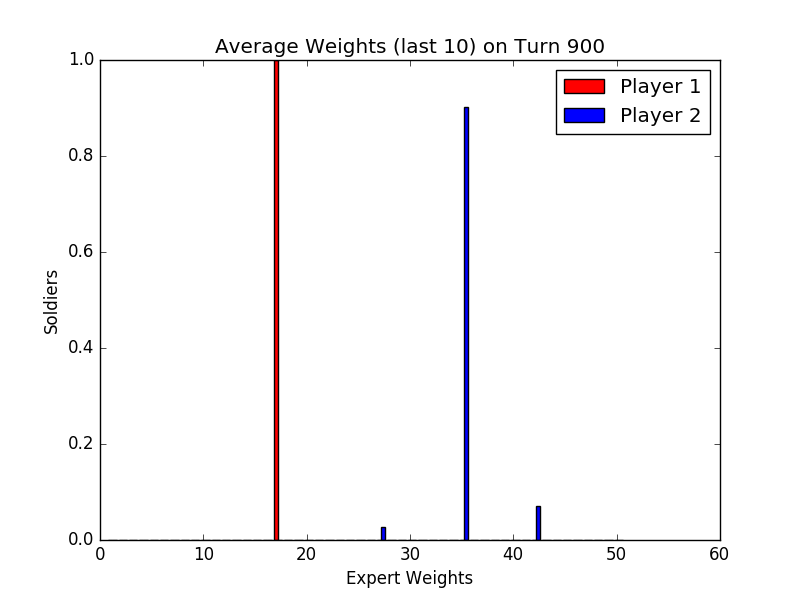 Average Weights (last 10) on Turn 900
1.0
0.8
0.6
0.4
0.2
0.0
Soldiers
Player 1
Player 2
0 10 20 30 40 50 60
Expert Weights